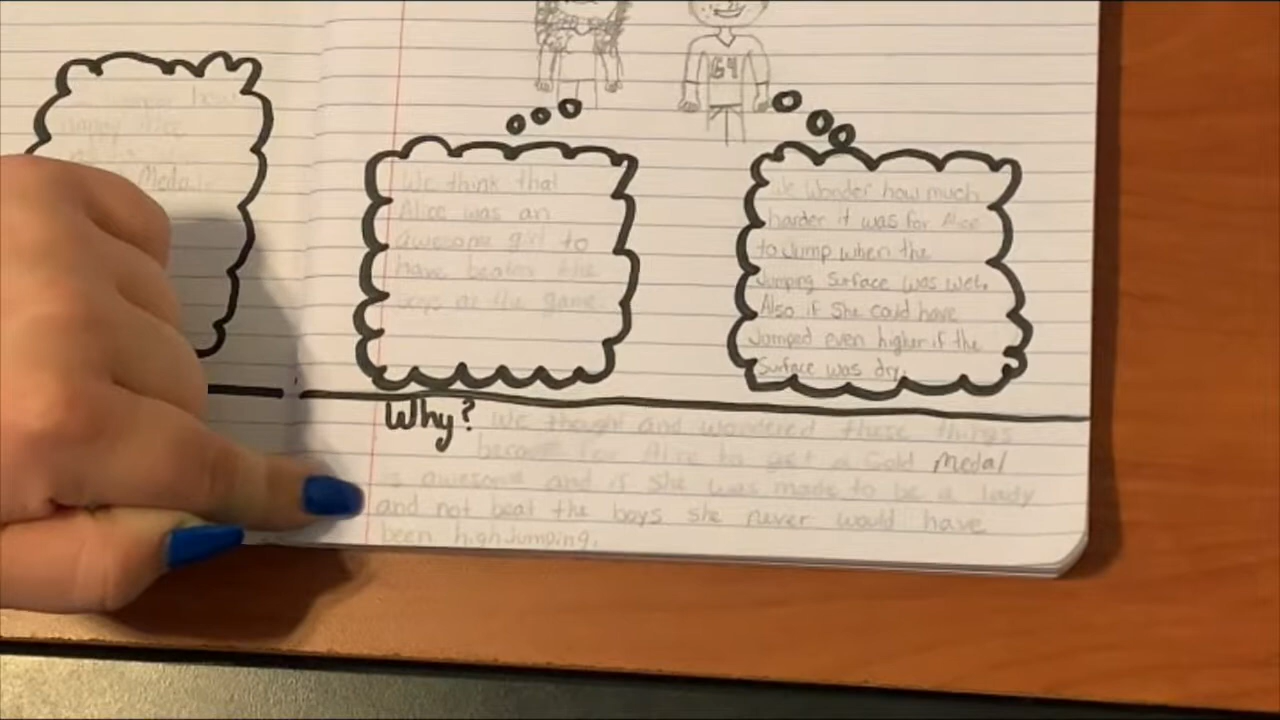 64
happy
Medal
We think that
Alice was an
awesome girl to
have beaten the
boys at the game.
We Wonder how much
harder it was for Alice
to Jump when the
Jumping Surface was wet.
Also if She could have
Jumped even higher if the
Surface was dry.
Why? We thought and wondered these things
because for Alice to get a Gold Medal
is awesome and if she was made to be a lady
and not beat the boys she never would have
been highJumping.